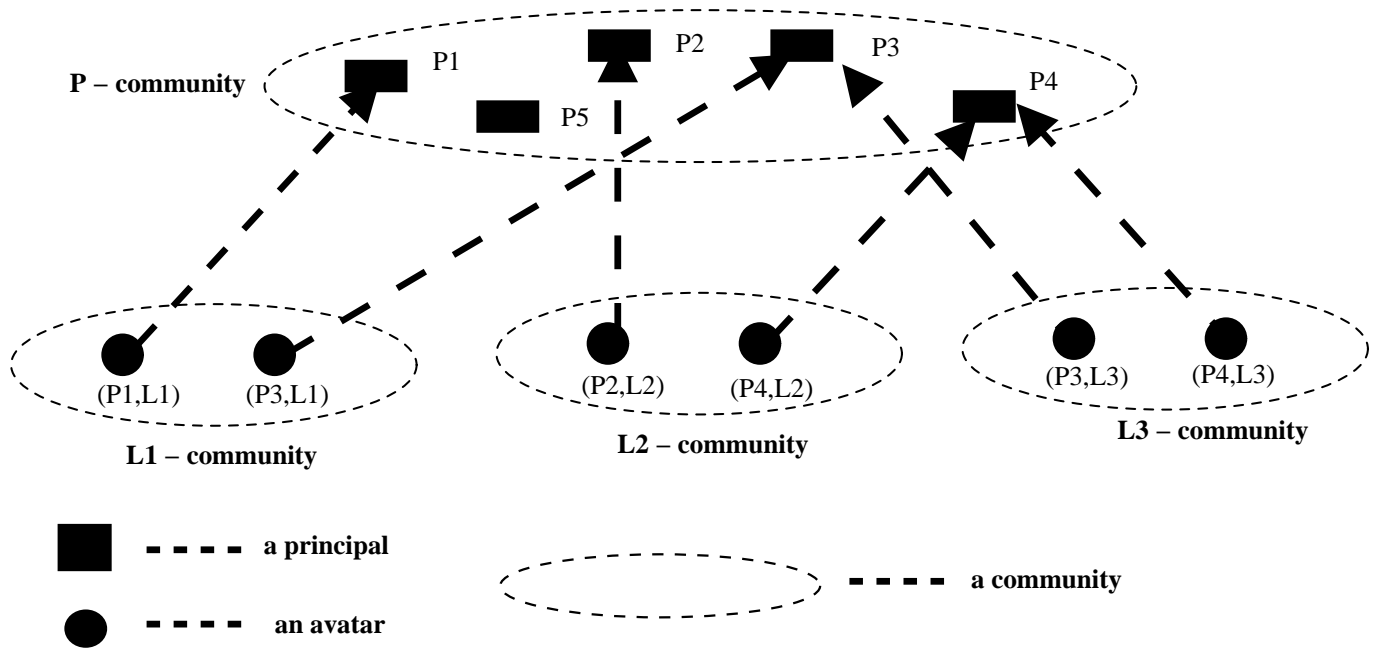 P1
P2
P3
P – community
P4
P5
(P1,L1)
(P3,L1)
(P2,L2)
(P4,L2)
(P3,L3)
(P4,L3)
L1 – community
L2 – community
L3 – community
a principal
a community
an avatar